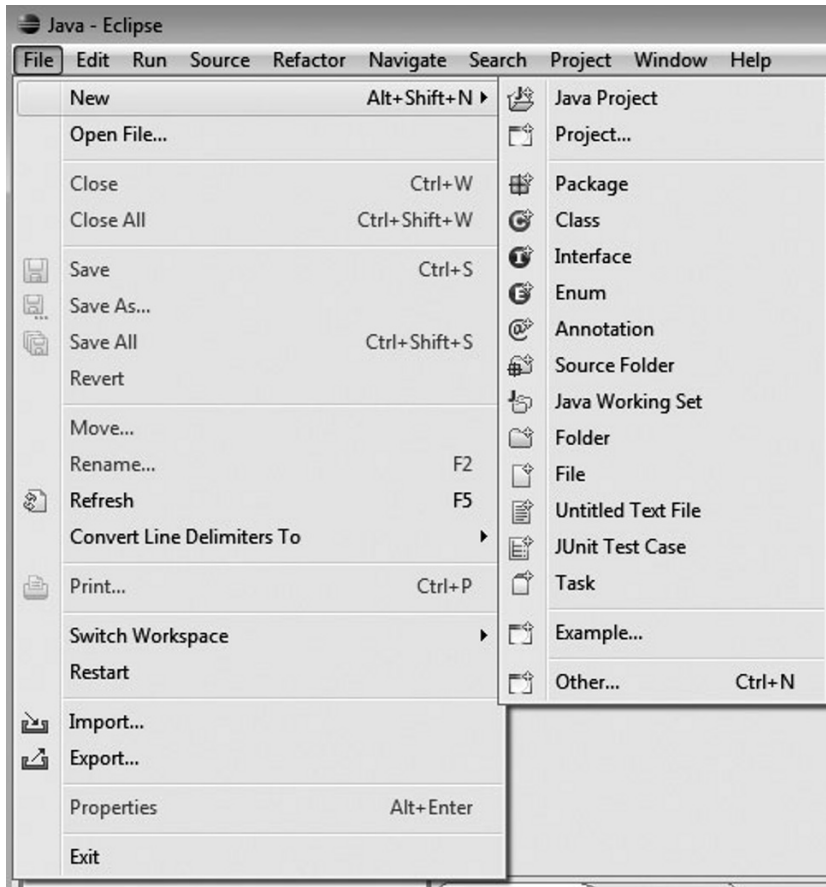 Java - Eclipse
File Edit Run Source Refactor Navigate Search Project Window Help
New Alt+Shift+N
Open File...
Close Ctrl+W
Close All Ctrl+Shift+W
Save Ctrl+S
Save As...
Save All Ctrl+Shift+S
Revert
Move...
Rename... F2
Refresh F5
Convert Line Delimiters To
Print... Ctrl+P
Switch Workspace
Restart
Import...
Export...
Properties Alt+Enter
Exit
Java Project
Project...
Package
Class
Interface
Enum
Annotation
Source Folder
Java Working Set
Folder
File
Untitled Text File
JUnit Test Case
Task
Example...
Other... Ctrl+N